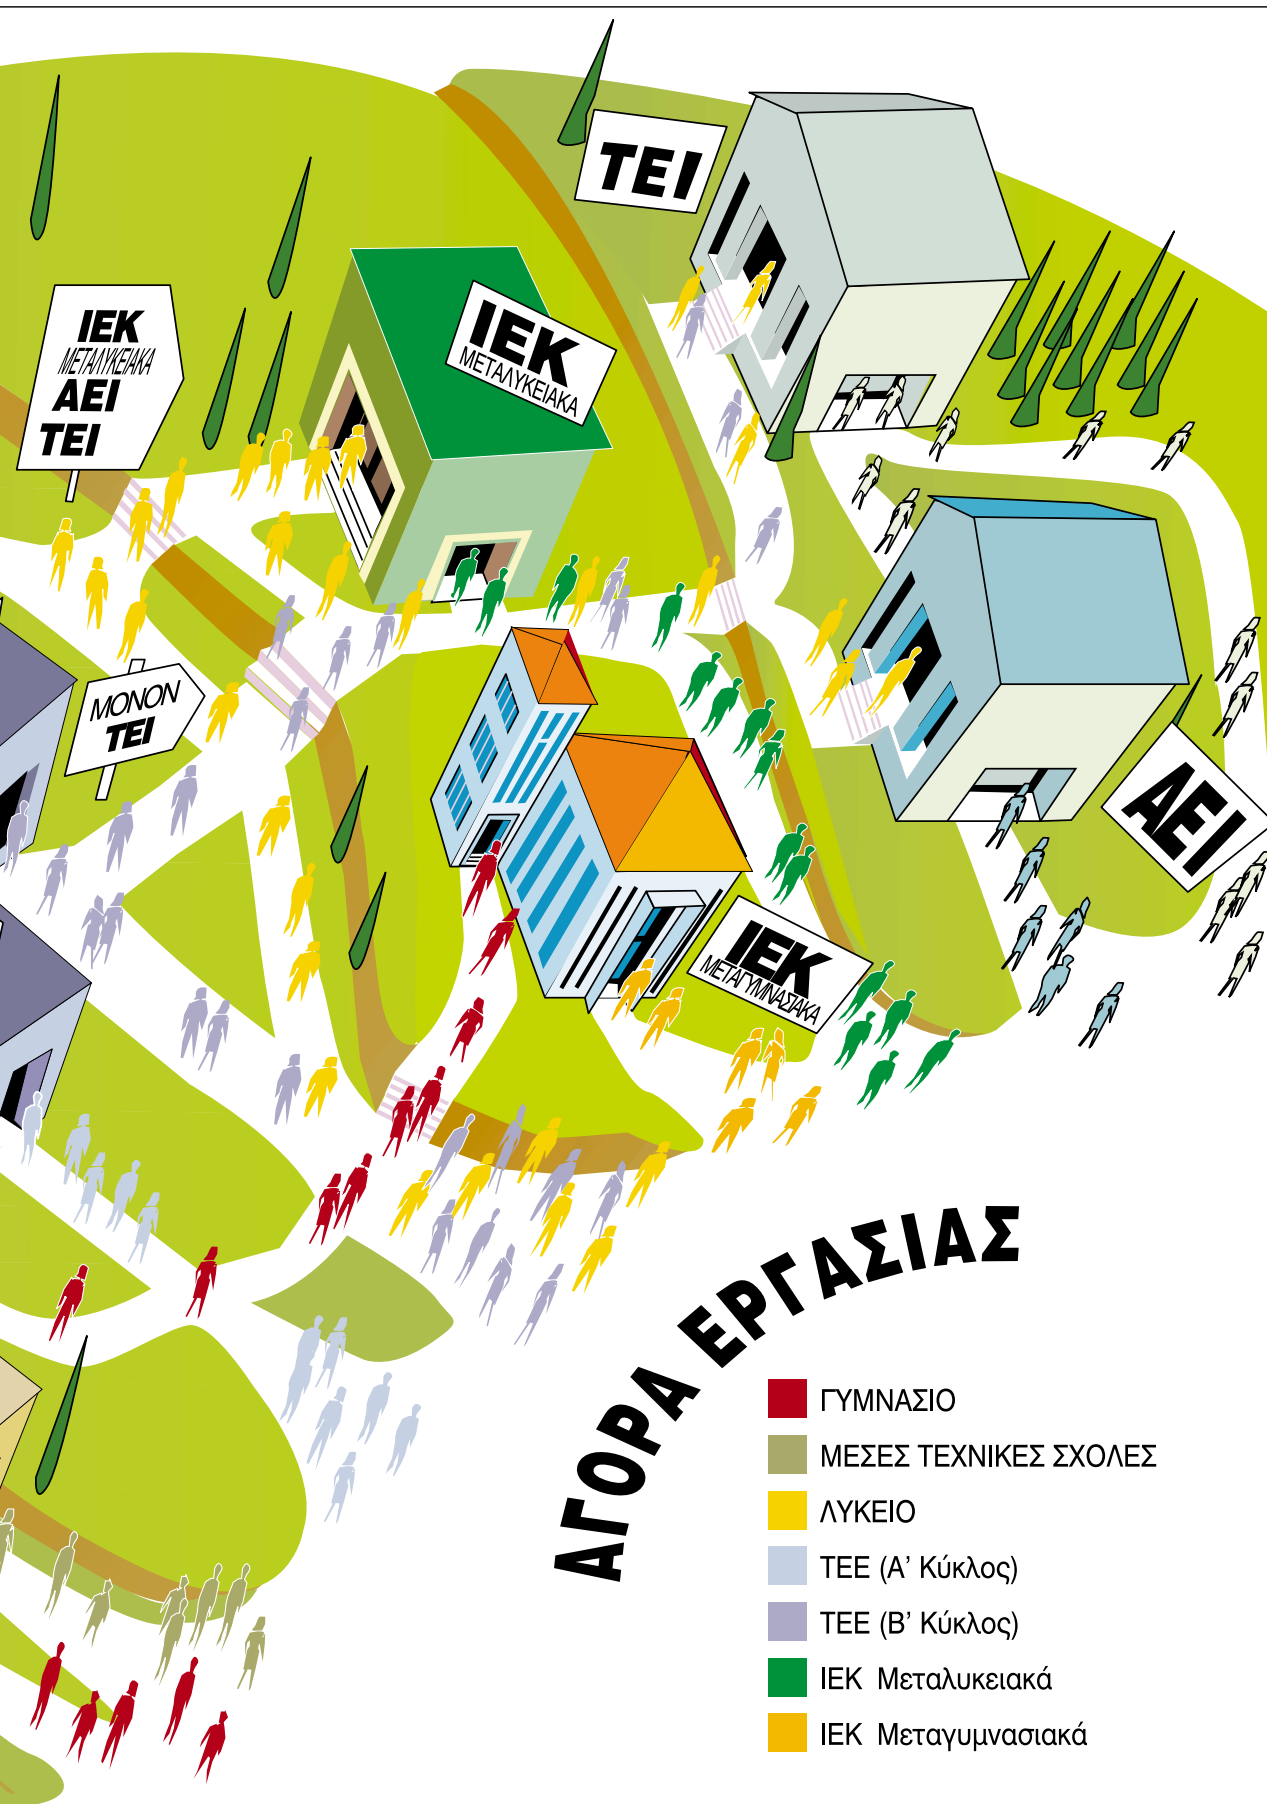 ΤΕΙ
ΙΕΚ
ΜΕΤΑΛΥΚΕΙΑΚΑ
ΑΕΙ
ΤΕΙ
ΙΕΚ
ΜΕΤΑΛΥΚΕΙΑΚΑ
ΜΟΝΟΝ
ΤΕΙ
ΑΕΙ
ΙΕΚ
ΜΕΤΑΓΥΜΝΑΣΙΑΚΑ
ΑΓΟΡΑ ΕΡΓΑΣΙΑΣ
ΓΥΜΝΑΣΙΟ
ΜΕΣΕΣ ΤΕΧΝΙΚΕΣ ΣΧΟΛΕΣ
ΛΥΚΕΙΟ
ΤΕΕ (Α’ Κύκλος)
ΤΕΕ (Β’ Κύκλος)
ΙΕΚ Μεταλυκειακά
ΙΕΚ Μεταγυμνασιακά